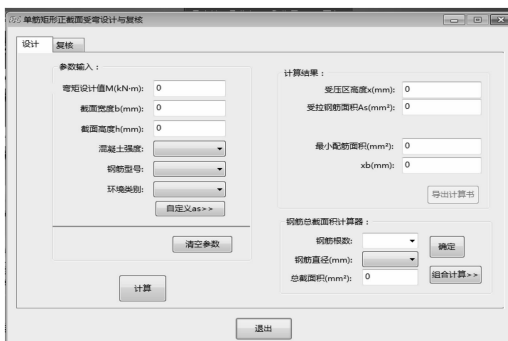 单筋矩形正截面受弯设计与复核
设计 复核
参数输入：
弯矩设计值M(kN·m): 0
截面宽度b(mm): 0
截面高度h(mm): 0
混凝土强度:
钢筋型号:
环境类别:
自定义as>>
清空参数
计算
计算结果：
受压区高度x(mm): 0
受拉钢筋面积As(mm²): 0
最小配筋面积(mm²): 0
xb(mm): 0
导出计算书
钢筋总截面积计算器：
钢筋根数:
确定
钢筋直径(mm):
总截面积(mm²): 0
组合计算>>
退出